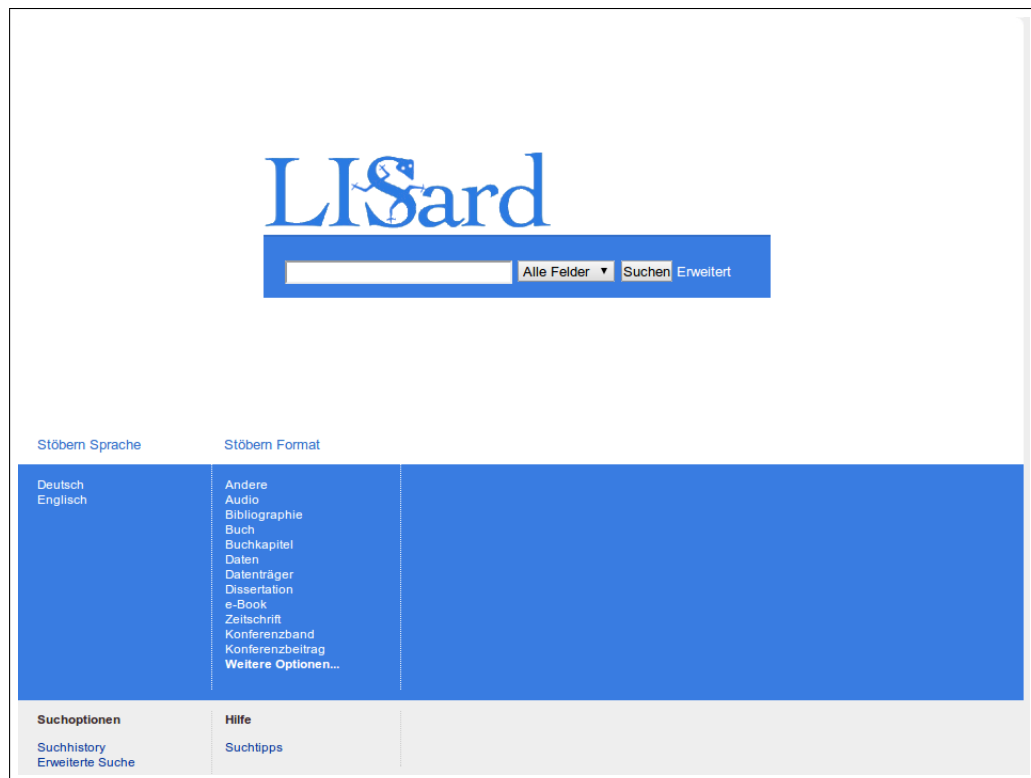 LISard
Alle Felder Suchen Erweitert
Stöbern Sprache
Deutsch
Englisch
Stöbern Format
Andere
Audio
Bibliographie
Buch
Buchkapitel
Daten
Datenträger
Dissertation
e-Book
Zeitschrift
Konferenzband
Konferenzbeitrag
Weitere Optionen...
Suchoptionen
Suchhistory
Erweiterte Suche
Hilfe
Suchtipps